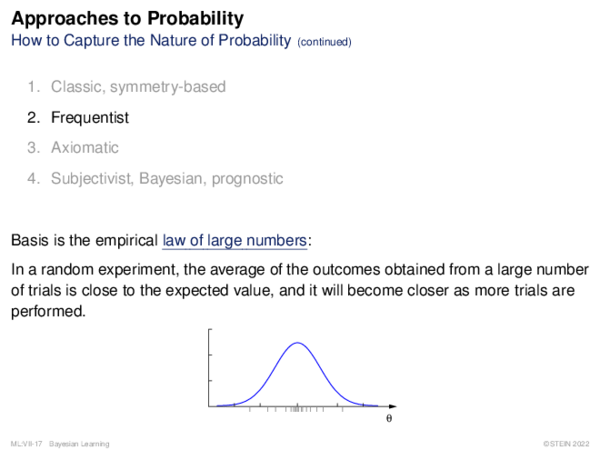 Approaches to Probability
How to Capture the Nature of Probability (continued)
1. Classic, symmetry-based
2. Frequentist
3. Axiomatic
4. Subjectivist, Bayesian, prognostic
Basis is the empirical law of large numbers:
In a random experiment, the average of the outcomes obtained from a large number
of trials is close to the expected value, and it will become closer as more trials are
performed.
θ
ML:VII-17 Bayesian Learning
©STEIN 2022